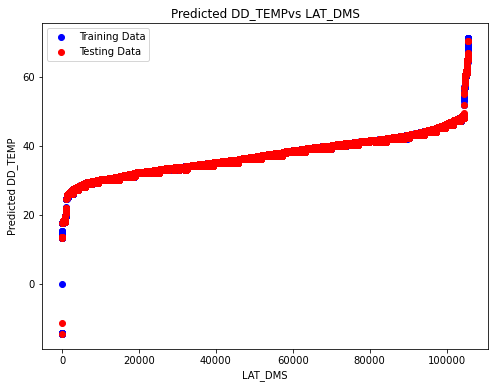 Predicted DD_TEMPvs LAT_DMS
Training Data
Testing Data
Predicted DD_TEMP
60
40
20
0
0
20000
40000
60000
80000
100000
LAT_DMS